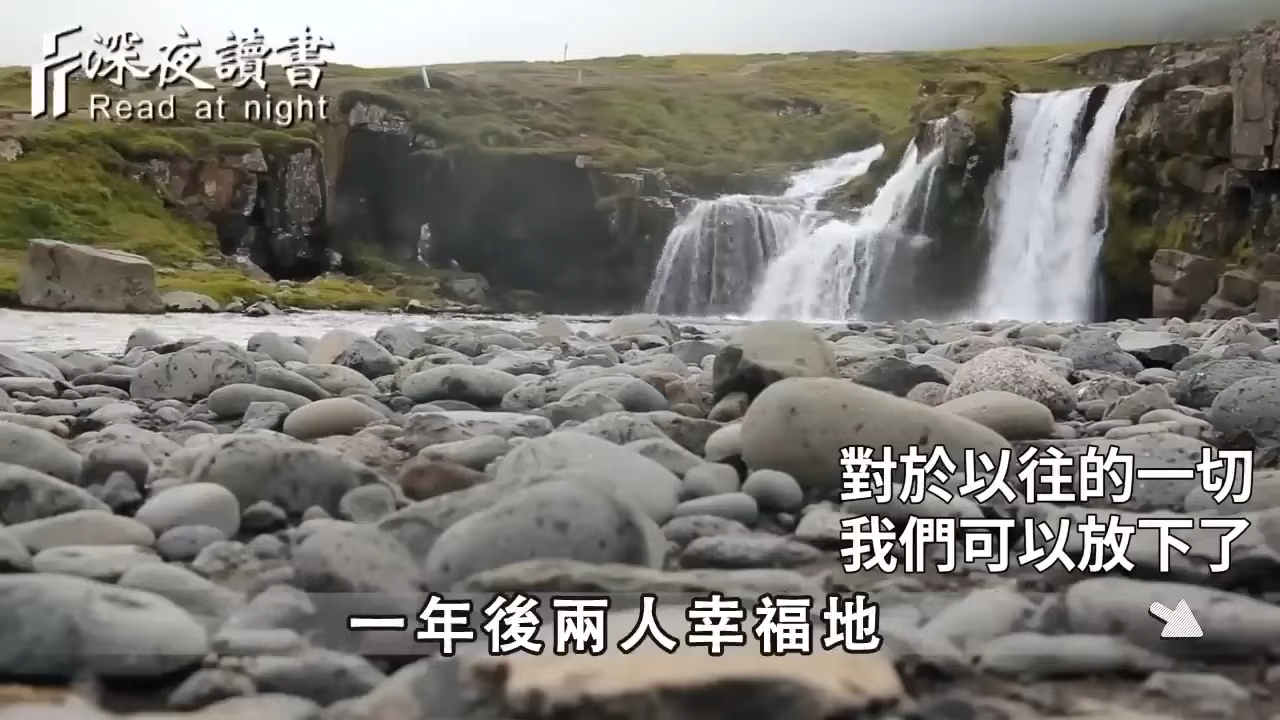 深夜讀書
Read at night
對於以往的一切
我們可以放下了
一年後兩人幸福地